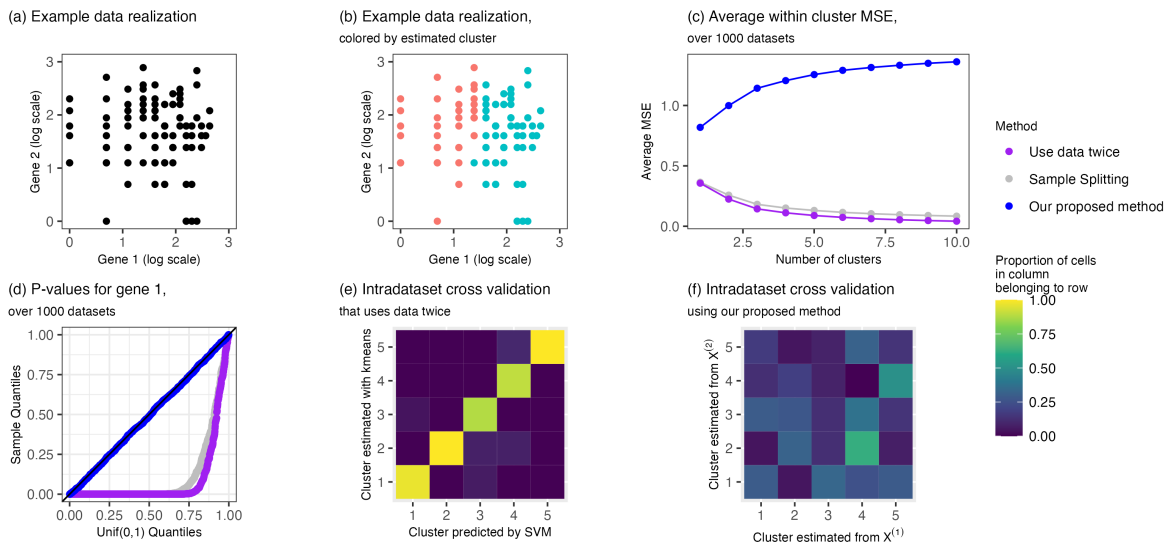 (a) Example data realization
Gene 2 (log scale)
3
2
1
0
0 1 2 3
Gene 1 (log scale)
(b) Example data realization,
colored by estimated cluster
Gene 2 (log scale)
3
2
1
0
0 1 2 3
Gene 1 (log scale)
(c) Average within cluster MSE,
over 1000 datasets
Average MSE
1.0
0.5
0.0
2.5 5.0 7.5 10.0
Number of clusters
Method
Use data twice
Sample Splitting
Our proposed method
(d) P-values for gene 1,
over 1000 datasets
Sample Quantiles
1.00
0.75
0.50
0.25
0.00
0.00 0.25 0.50 0.75 1.00
Unif(0,1) Quantiles
(e) Intradataset cross validation
that uses data twice
Cluster estimated with kmeans
5
4
3
2
1
1 2 3 4 5
Cluster predicted by SVM
(f) Intradataset cross validation
using our proposed method
Cluster estimated from X⁽²⁾
5
4
3
2
1
1 2 3 4 5
Cluster estimated from X⁽¹⁾
Proportion of cells
in column
belonging to row
1.00
0.75
0.50
0.25
0.00